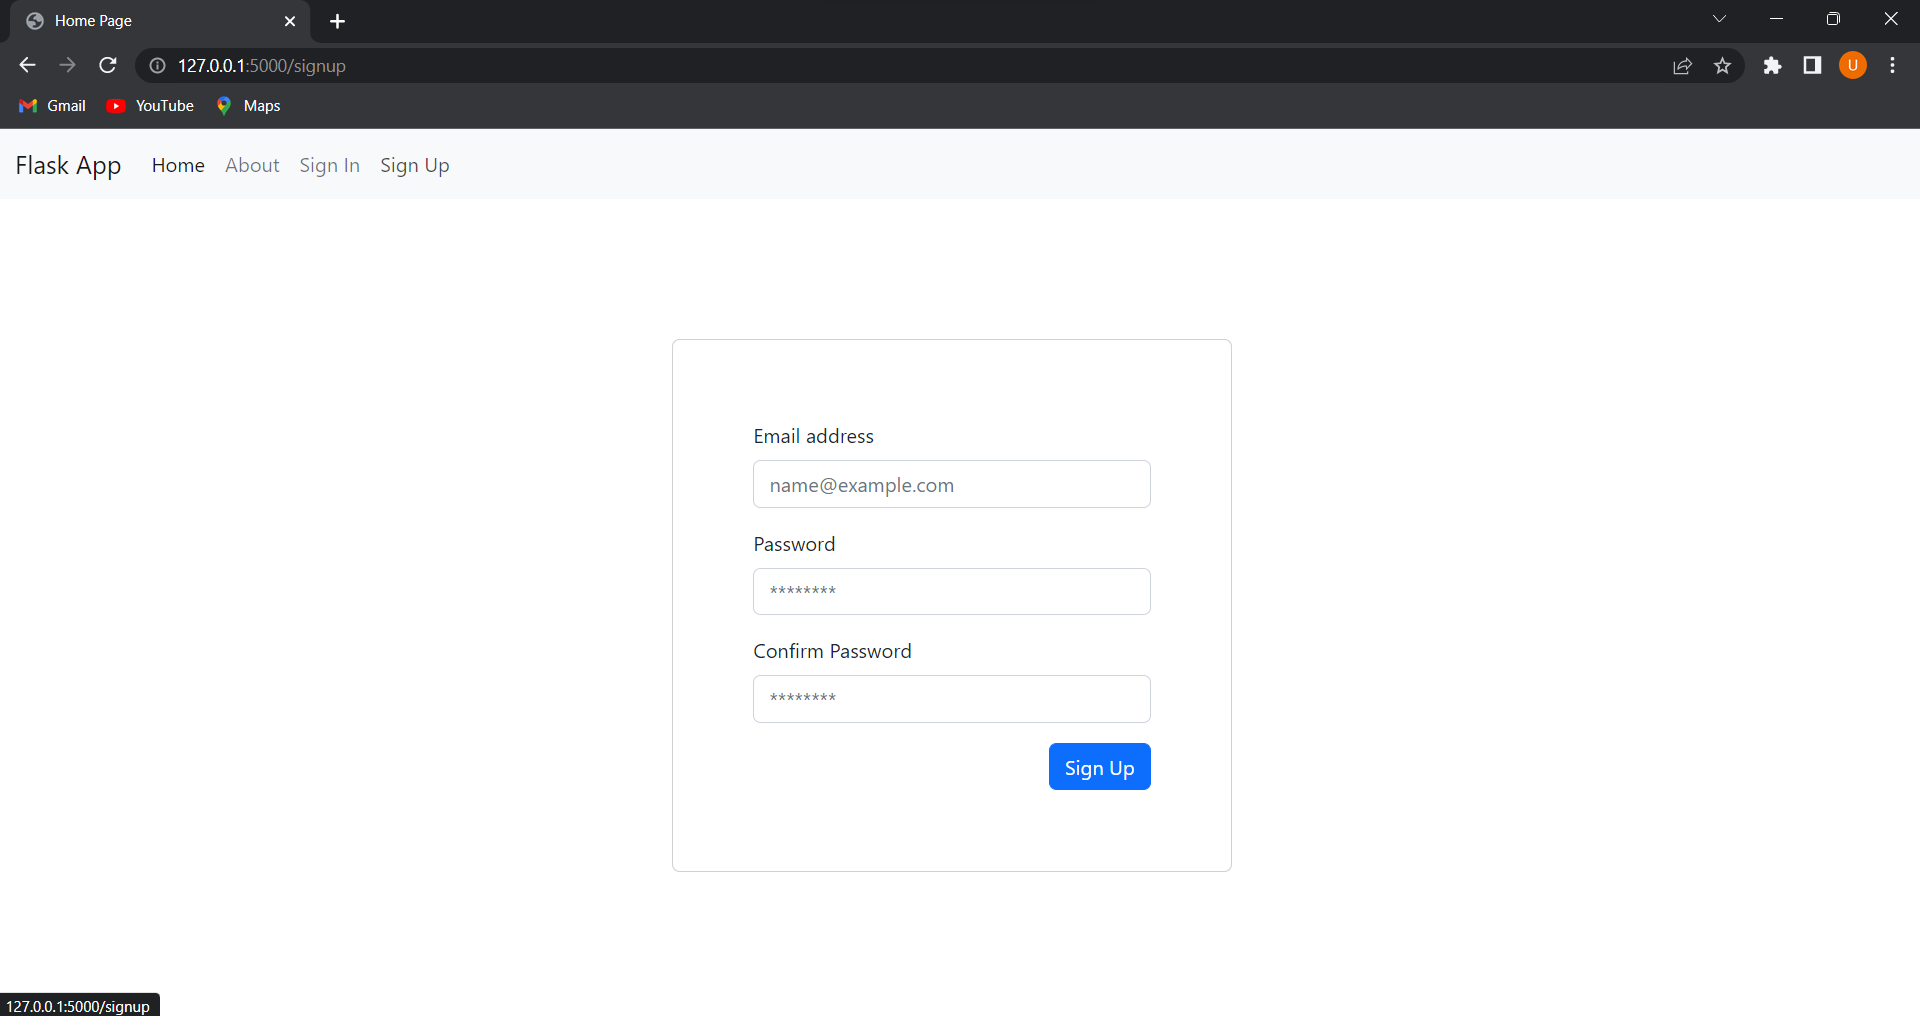 Home Page
127.0.0.1:5000/signup
U
Gmail YouTube Maps
Flask App Home About Sign In Sign Up
Email address
name@example.com
Password
********
Confirm Password
********
Sign Up
127.0.0.1:5000/signup